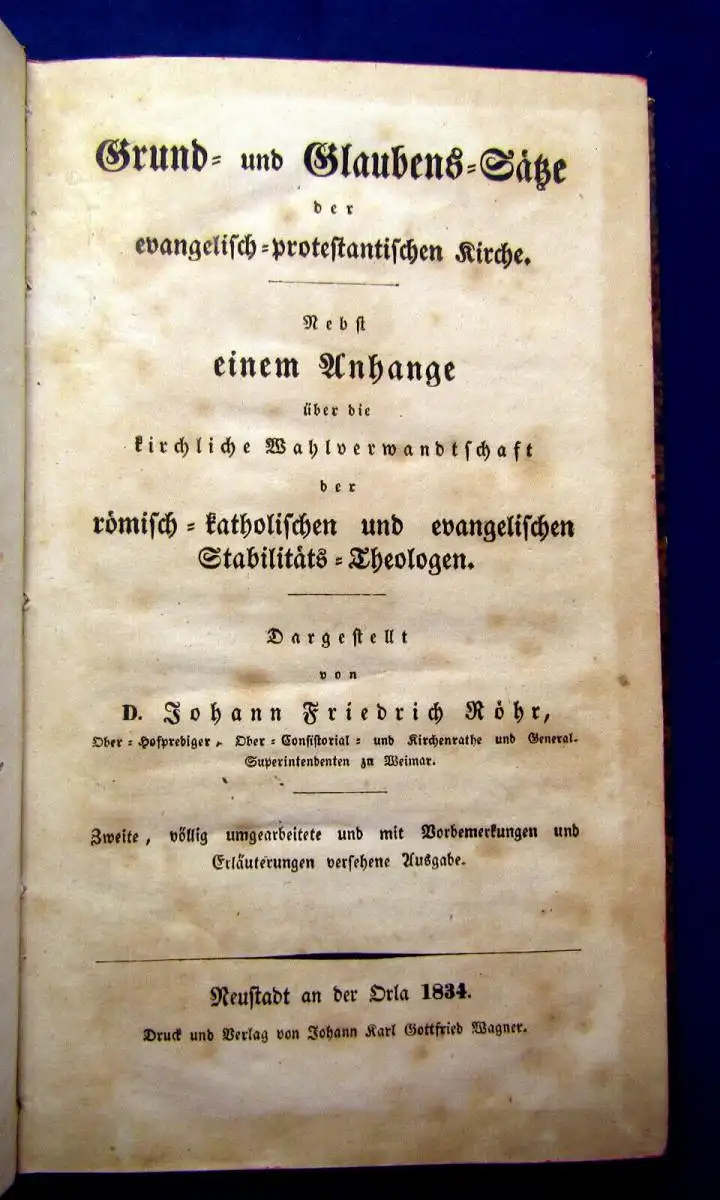 Grund- und Glaubens-Sätze
der
evangelisch-protestantischen Kirche.
Nebst
einem Anhange
über die
kirchliche Wahlverwandtschaft
der
römisch-katholischen und evangelischen
Stabilitäts-Theologen.
Dargestellt
von
D. Johann Friedrich Röhr,
Ober-Hofprediger, Ober-Consistorial- und Kirchenrathe und General-
Superintendenten zu Weimar.
Zweite, völlig umgearbeitete und mit Vorbemerkungen und
Erläuterungen versehene Ausgabe.
Neustadt an der Orla 1834.
Druck und Verlag von Johann Karl Gottfried Wagner.